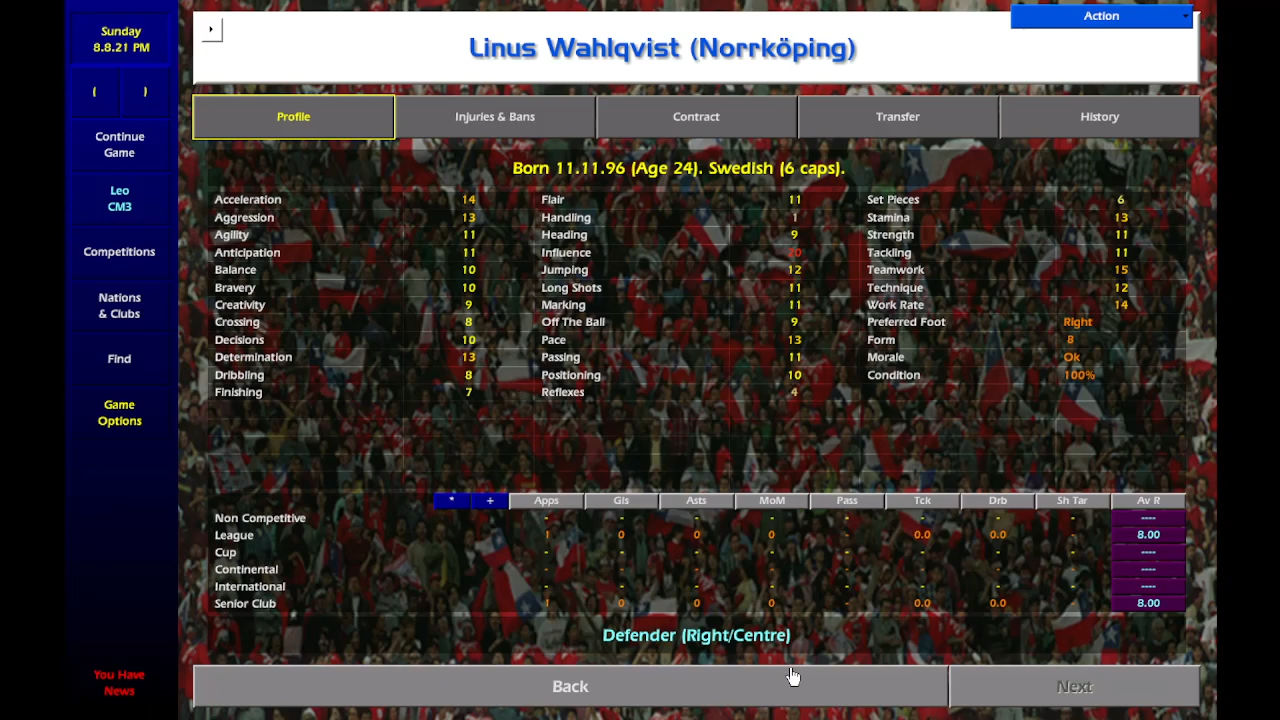 Sunday
8.8.21 PM
Continue
Game
Leo
CM3
Competitions
Nations
& Clubs
Find
Game
Options
You Have
News
Action
Linus Wahlqvist (Norrköping)
Profile Injuries & Bans Contract Transfer History
Born 11.11.96 (Age 24). Swedish (6 caps).
Acceleration 14 Flair 11 Set Pieces 6
Aggression 13 Handling 1 Stamina 13
Agility 11 Heading 9 Strength 11
Anticipation 11 Influence 20 Tackling 11
Balance 10 Jumping 12 Teamwork 15
Bravery 10 Long Shots 11 Technique 12
Creativity 9 Marking 11 Work Rate 14
Crossing 8 Off The Ball 9 Preferred Foot Right
Decisions 10 Pace 13 Form 8
Determination 13 Passing 11 Morale Ok
Dribbling 8 Positioning 10 Condition 100%
Finishing 7 Reflexes 4
* + Apps Gls Asts MoM Pass Tck Drb Sh Tar Av R
Non Competitive - - - - - - - - ----
League 1 0 0 0 - 0.0 0.0 - 8.00
Cup - - - - - - - - ----
Continental - - - - - - - - ----
International - - - - - - - - ----
Senior Club 1 0 0 0 - 0.0 0.0 - 8.00
Defender (Right/Centre)
Back Next